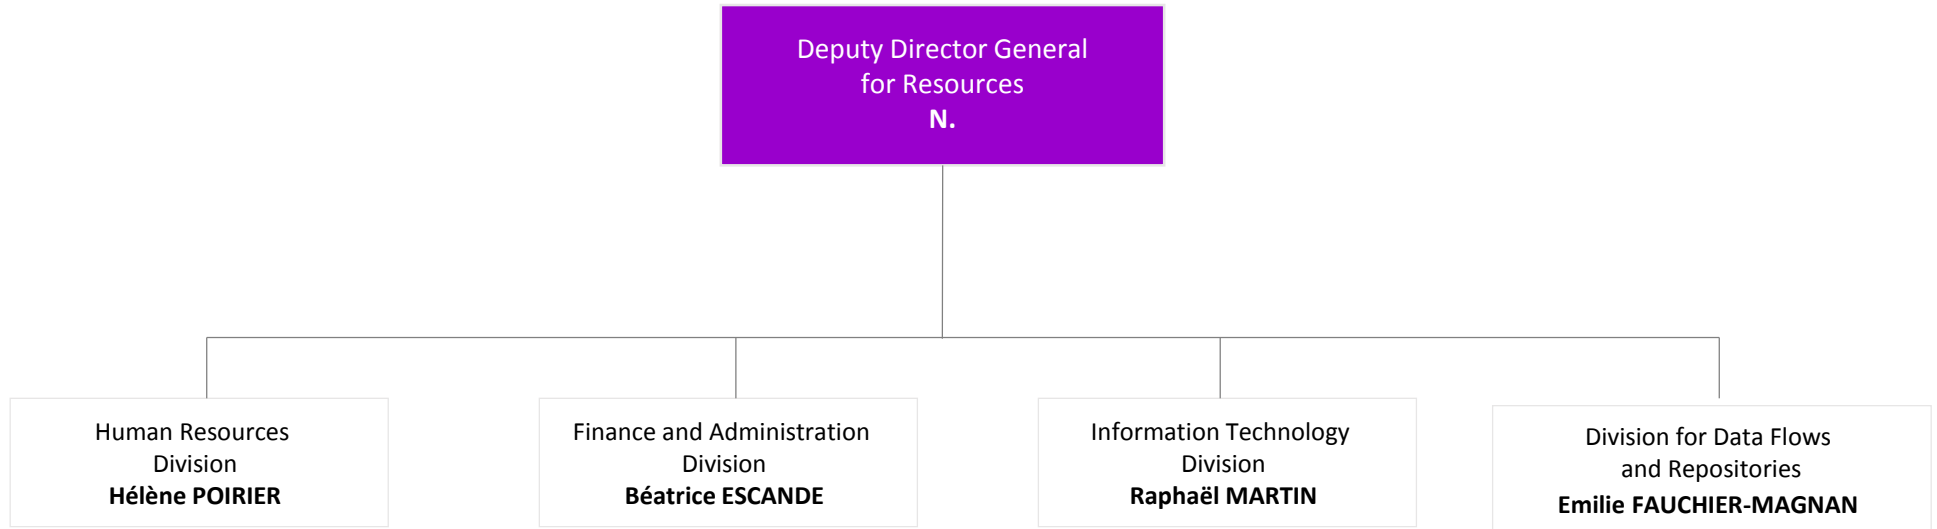 Deputy Director General
for Resources
N.
Human Resources
Division
Hélène POIRIER
Finance and Administration
Division
Béatrice ESCANDE
Information Technology
Division
Raphaël MARTIN
Division for Data Flows
and Repositories
Emilie FAUCHIER-MAGNAN